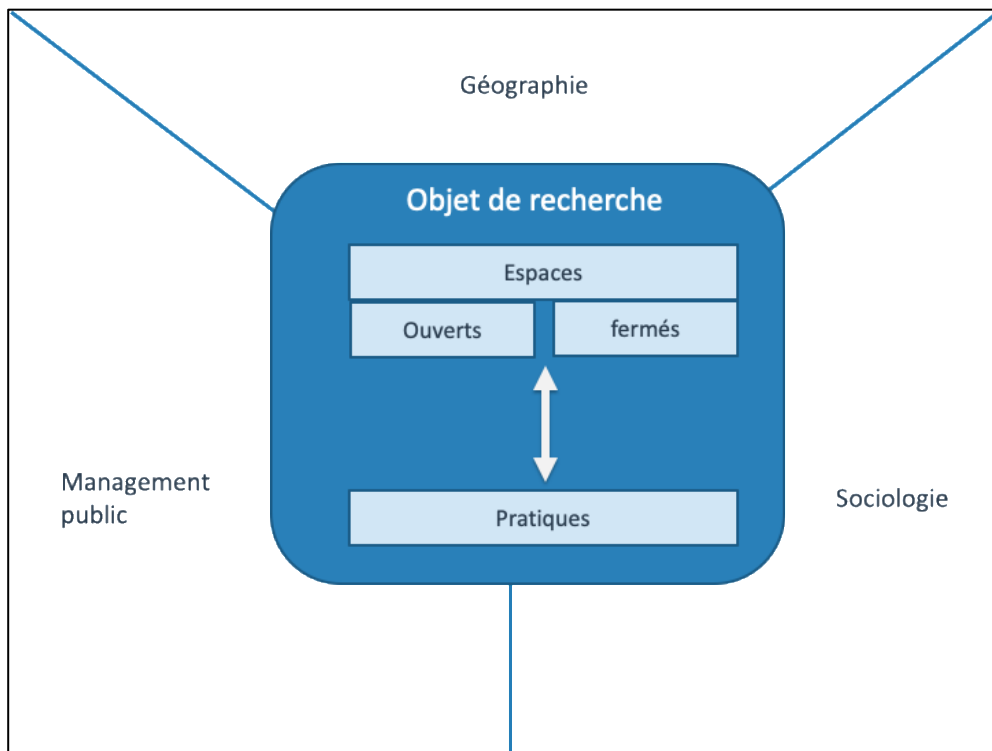 Géographie
Objet de recherche
Espaces
Ouverts
fermés
Management
public
Sociologie
Pratiques